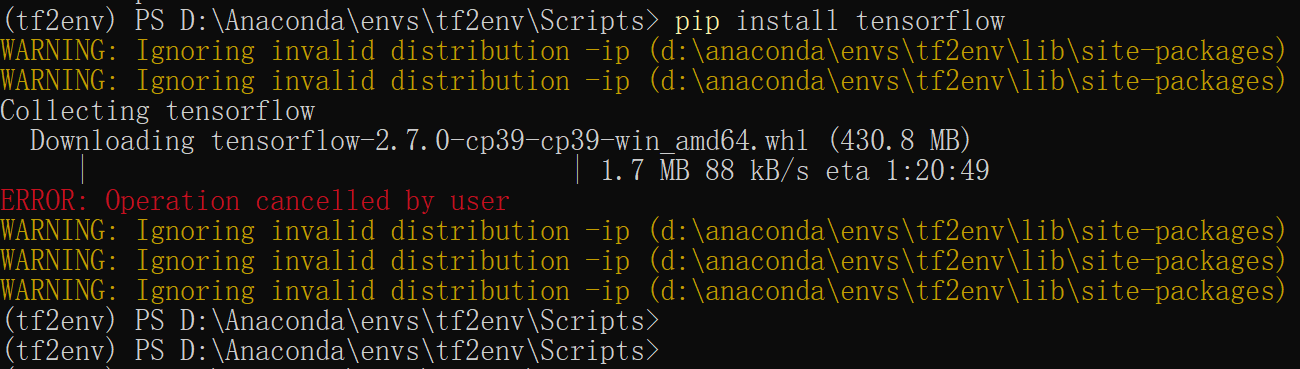 (tf2env) PS D:\Anaconda\envs\tf2env\Scripts> pip install tensorflow
WARNING: Ignoring invalid distribution -ip (d:\anaconda\envs\tf2env\lib\site-packages)
WARNING: Ignoring invalid distribution -ip (d:\anaconda\envs\tf2env\lib\site-packages)
Collecting tensorflow
  Downloading tensorflow-2.7.0-cp39-cp39-win_amd64.whl (430.8 MB)
     |                                | 1.7 MB 88 kB/s eta 1:20:49
ERROR: Operation cancelled by user
WARNING: Ignoring invalid distribution -ip (d:\anaconda\envs\tf2env\lib\site-packages)
WARNING: Ignoring invalid distribution -ip (d:\anaconda\envs\tf2env\lib\site-packages)
WARNING: Ignoring invalid distribution -ip (d:\anaconda\envs\tf2env\lib\site-packages)
(tf2env) PS D:\Anaconda\envs\tf2env\Scripts>
(tf2env) PS D:\Anaconda\envs\tf2env\Scripts>